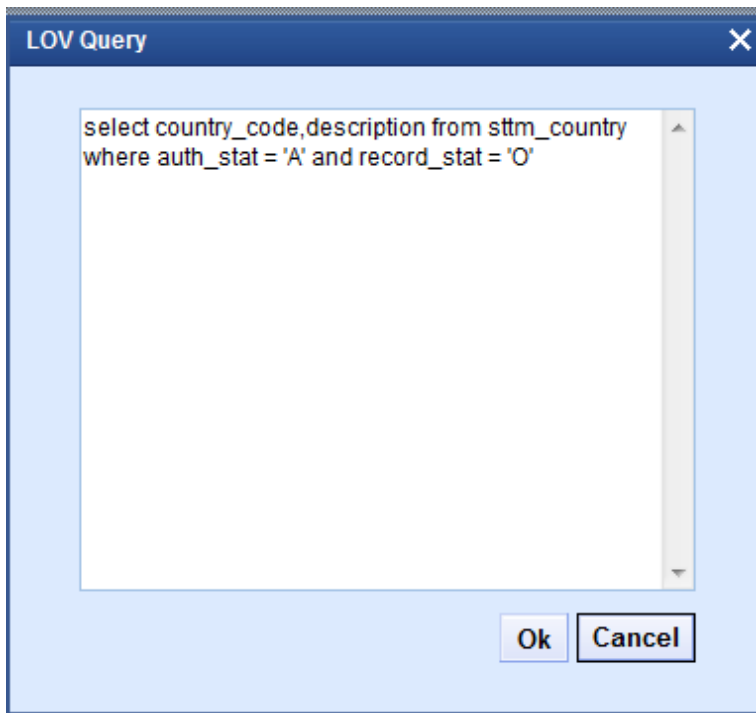 LOV Query
select country_code,description from sttm_country
where auth_stat = 'A' and record_stat = 'O'
Ok Cancel